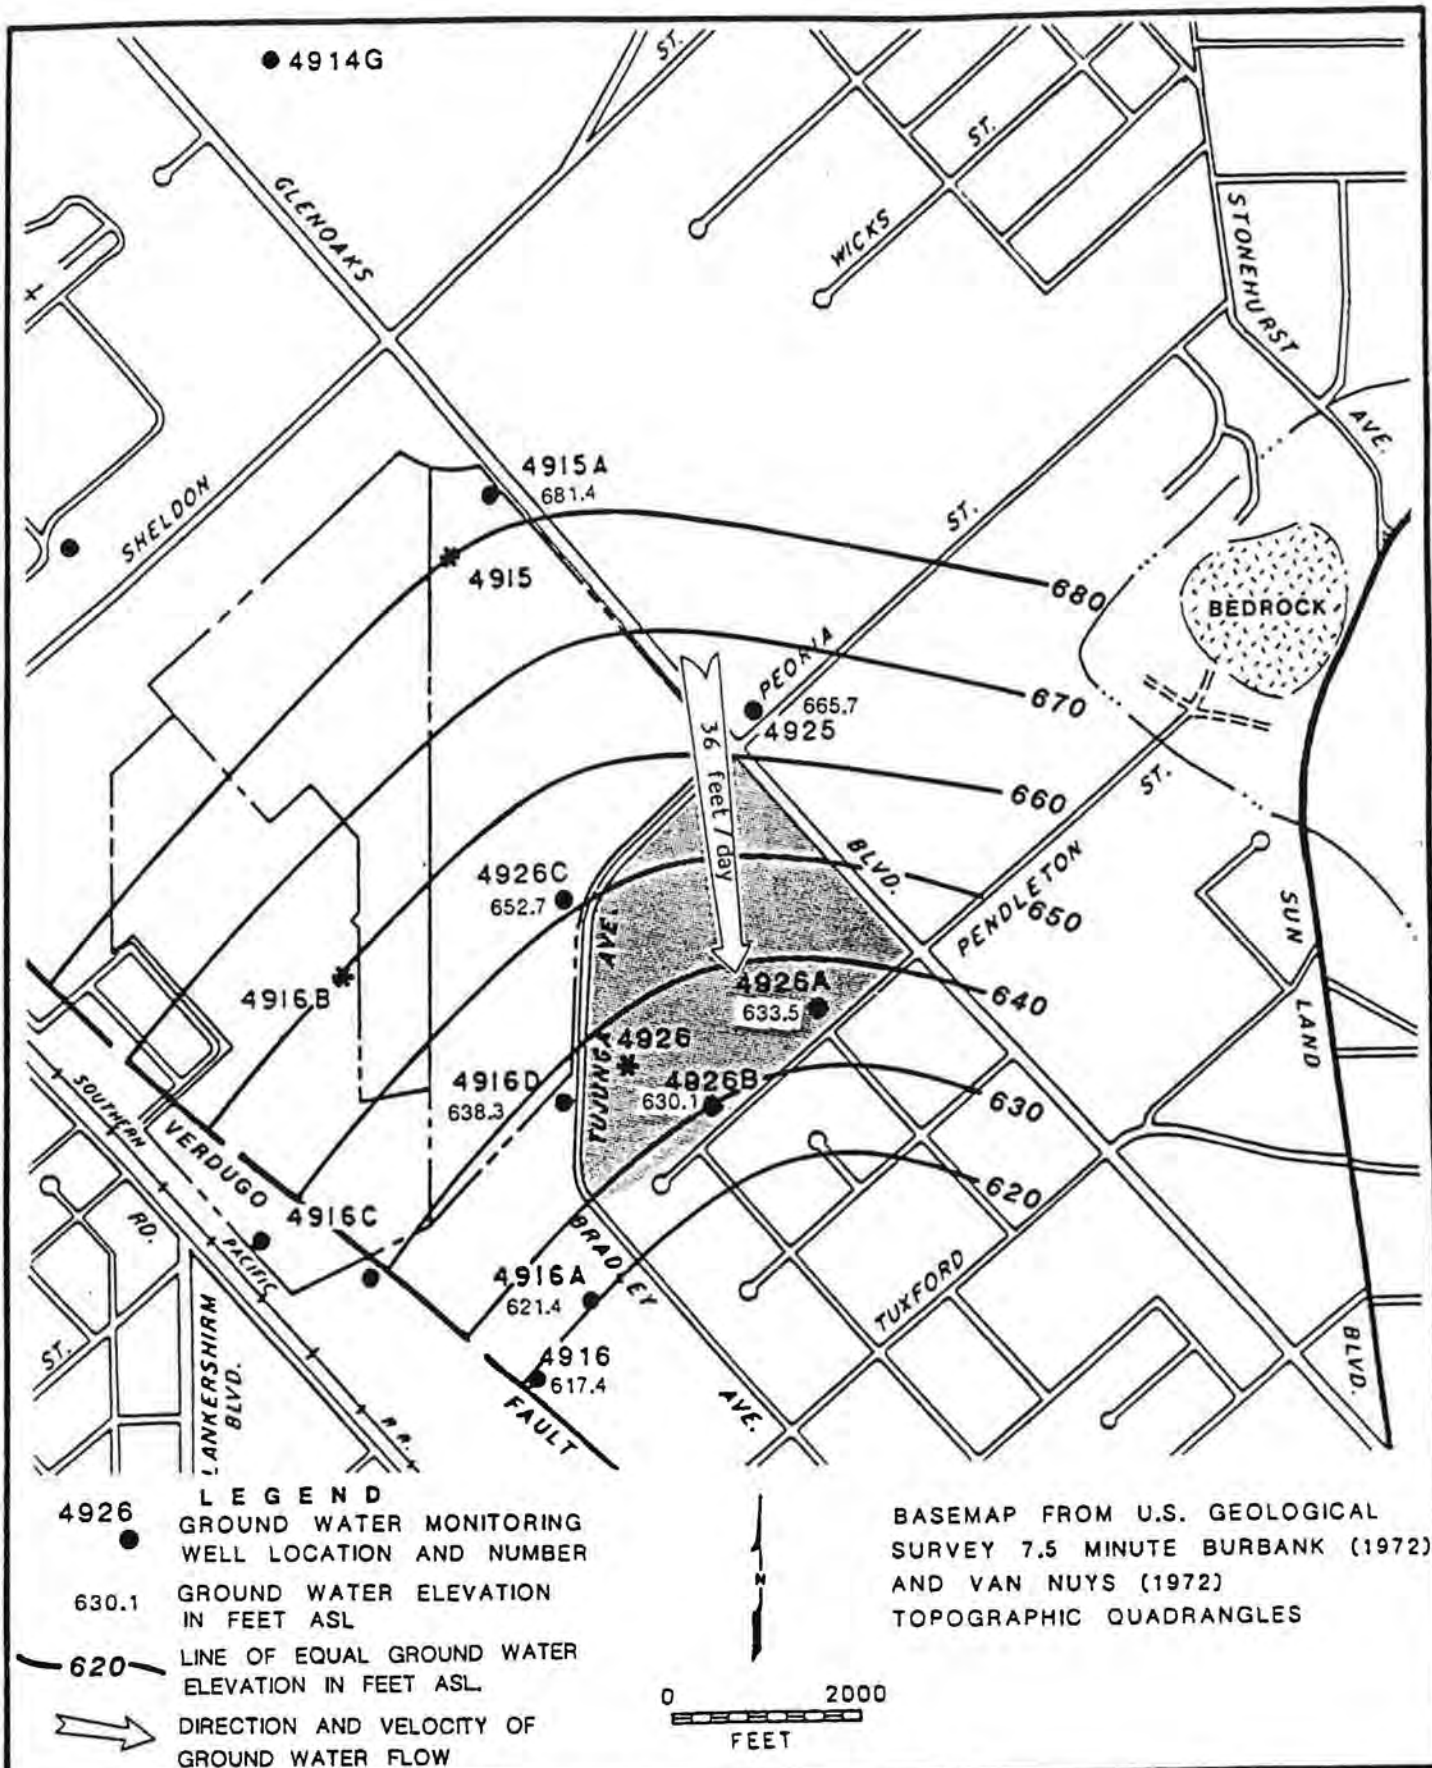 4914G
ST.
GLENOAKS
ST.
WICKS
STONEHURST
AVE.
SHELDON
4915A
681.4
ST.
4915
680
BEDROCK
PEORIA
665.7
4925
670
36 feet / day
660
ST.
4926C
652.7
BLVD.
PENDLETON
650
SUN
LAND
BLVD.
TUJUNGA AVE.
4916B
4926A
633.5
640
4926
4916D
638.3
4926B
630.1
630
SOUTHERN
PACIFIC
R.R.
VERDUGO
FAULT
620
4916C
RD.
BRADLEY
AVE.
4916A
621.4
TUXFORD
ST.
LANKERSHIRM
BLVD.
4916
617.4
LEGEND
4926
GROUND WATER MONITORING
WELL LOCATION AND NUMBER
630.1
GROUND WATER ELEVATION
IN FEET ASL
620
LINE OF EQUAL GROUND WATER
ELEVATION IN FEET ASL.
DIRECTION AND VELOCITY OF
GROUND WATER FLOW
N
0 2000
FEET
BASEMAP FROM U.S. GEOLOGICAL
SURVEY 7.5 MINUTE BURBANK (1972)
AND VAN NUYS (1972)
TOPOGRAPHIC QUADRANGLES